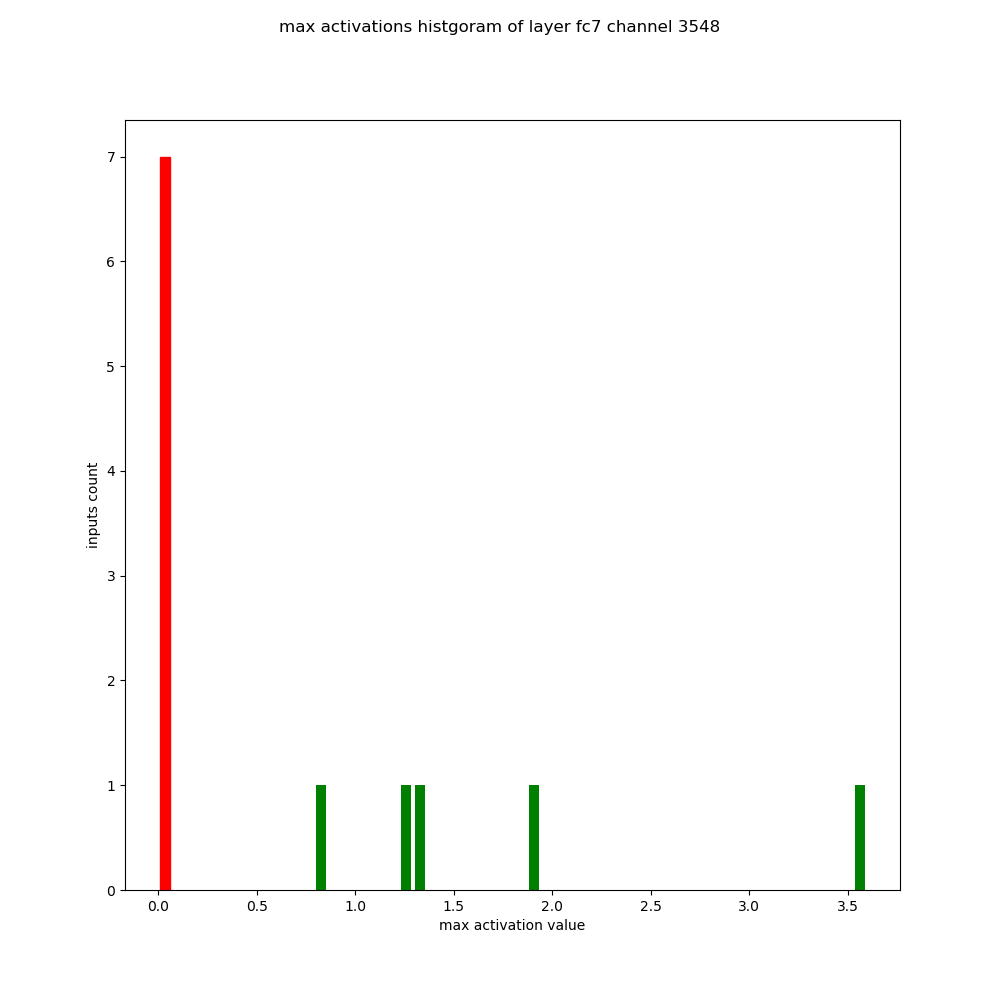 max activations histgoram of layer fc7 channel 3548
7
6
5
4
3
2
1
0
inputs count
0.0 0.5 1.0 1.5 2.0 2.5 3.0 3.5
max activation value